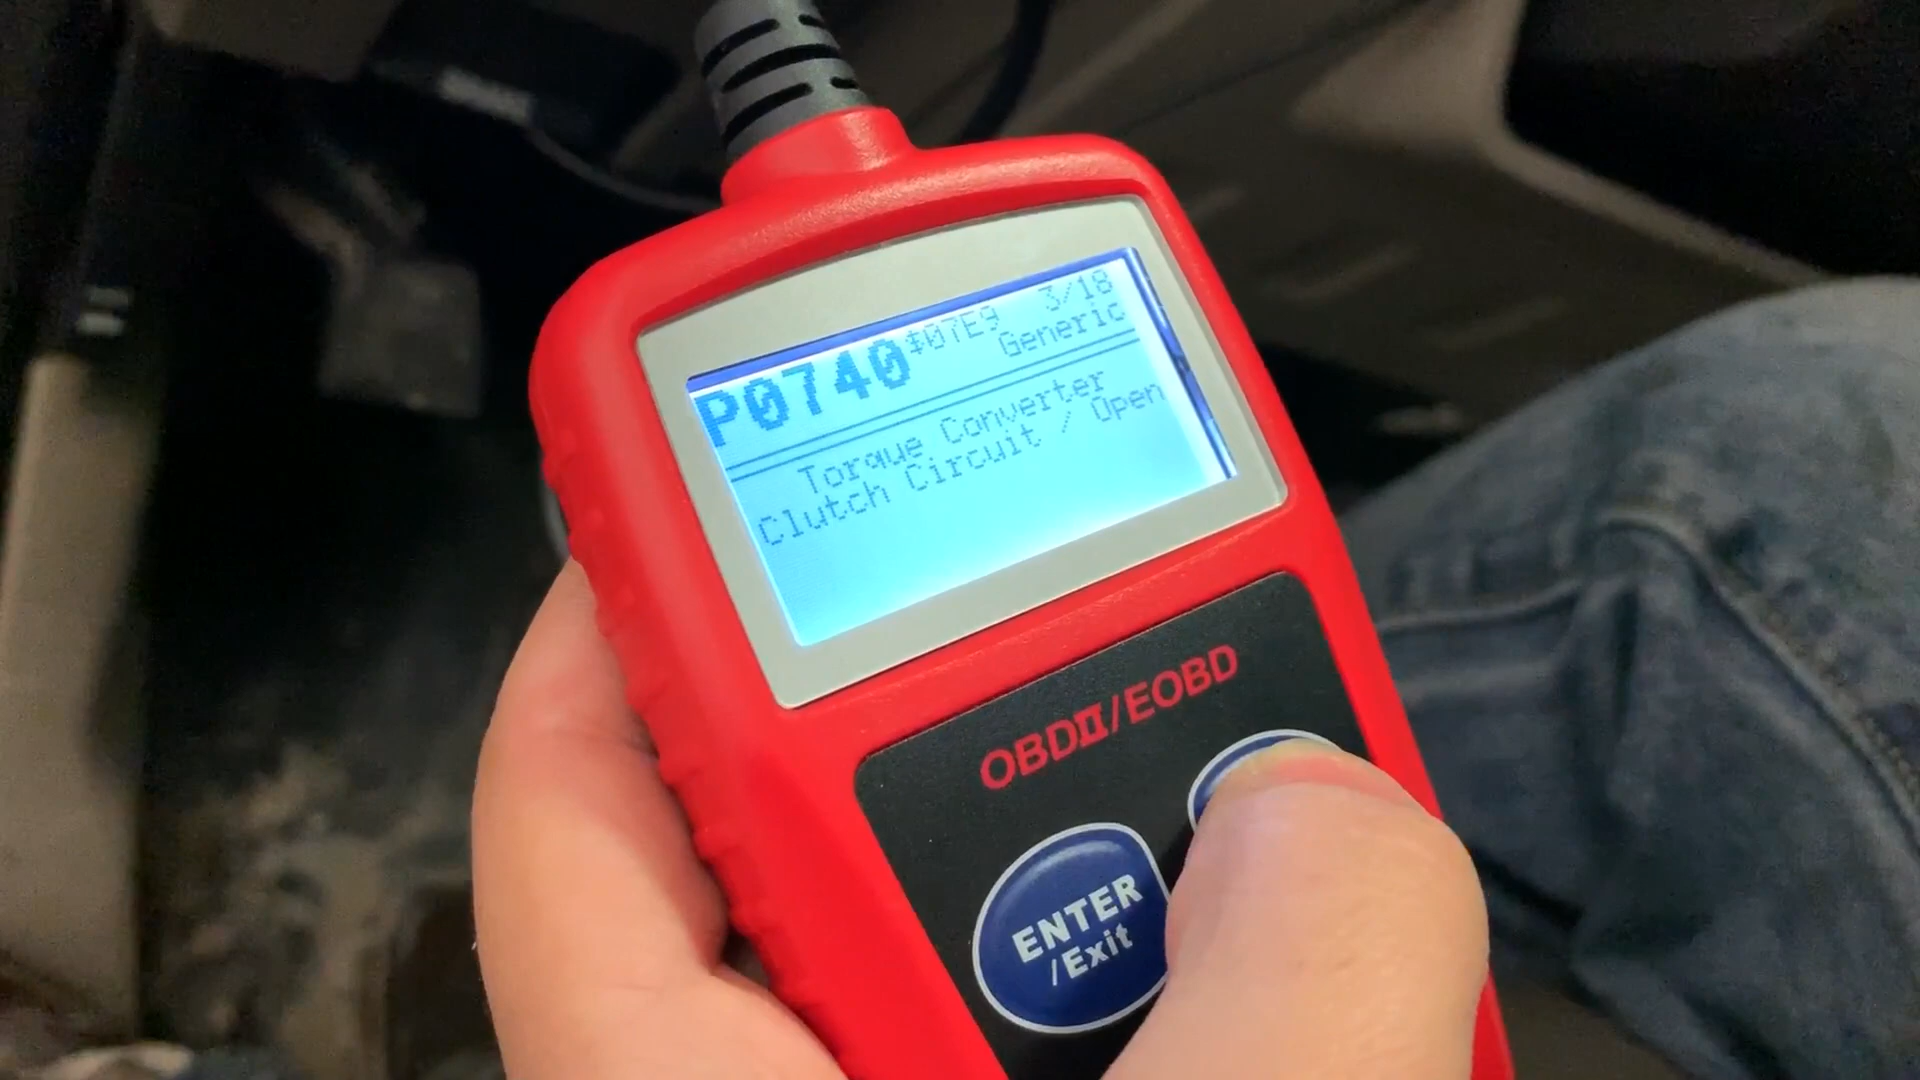 P0740 $07E9 3/18
Generic
Torque Converter
Clutch Circuit / Open
OBDII/EOBD
ENTER
/Exit